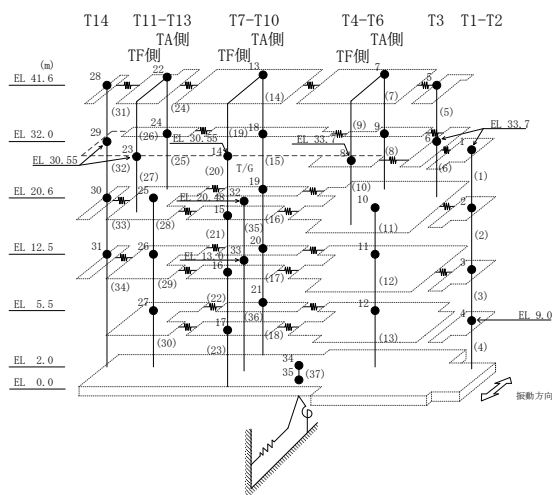 T14 T11-T13 T7-T10 T4-T6 T3 T1-T2
TA側 TA側 TA側
TF側 TF側 TF側
(m)
22 13 7
EL 41.6 28 5
(31) (24) (14) (7) (5)
EL 33.7
EL 32.0 29 24 (26) (19) 18 (9) 9 6 1
EL 30.55 EL 33.7
EL 30.55 23 14 8
(32) (25) (15) (8) (6) (1)
(27) (20) T/G (10)
EL 20.6 30 25 19 10 2
EL 20.48 32
(33) (28) 15 (35) (16) (11) (2)
(21)
EL 12.5 31 26 20 11 3
EL 13.0 33
(34) (29) 16 (17) (12) (3)
EL 5.5 27 (22) 21 12 4 EL 9.0
(36)
(30) 17 (18) (13) (4)
(23)
EL 2.0 34
EL 0.0 35 (37)
振動方向